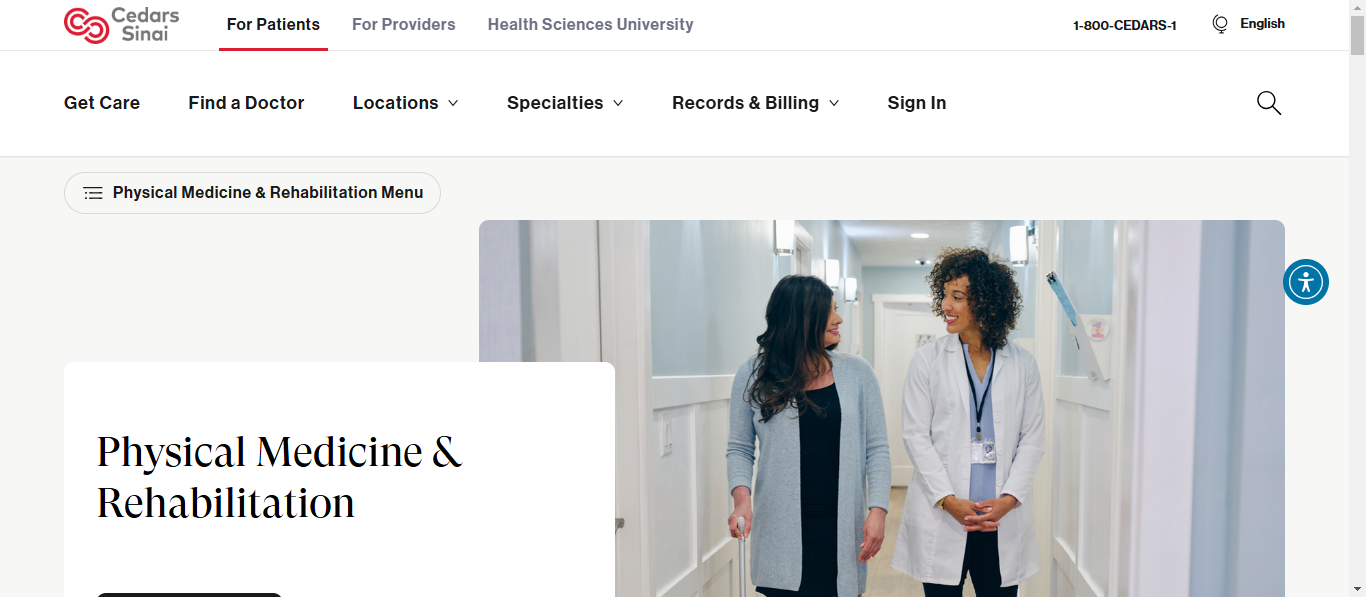 Cedars
Sinai
For Patients
For Providers
Health Sciences University
1-800-CEDARS-1
English
Get Care
Find a Doctor
Locations
Specialties
Records & Billing
Sign In
Physical Medicine & Rehabilitation Menu
Physical Medicine &
Rehabilitation